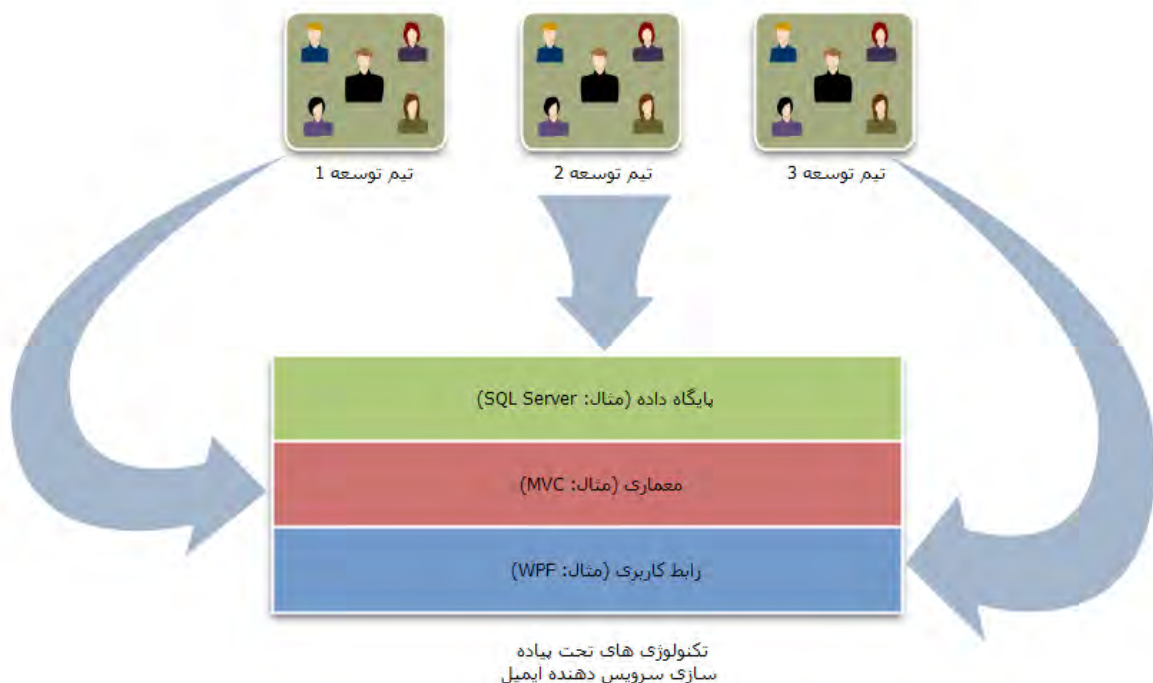 تیم توسعه 1
تیم توسعه 2
تیم توسعه 3
پایگاه داده (مثال: SQL Server)
معماری (مثال: MVC)
رابط کاربری (مثال: WPF)
تکنولوژی های تحت پیاده
سازی سرویس دهنده ایمیل